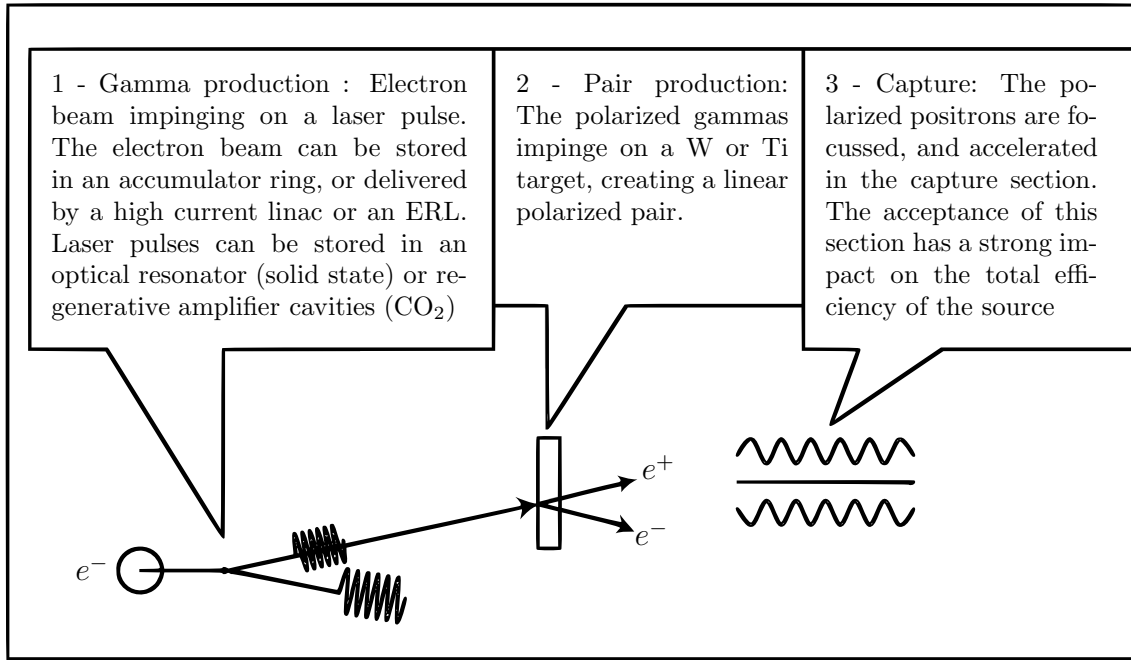 1 - Gamma production : Electron
beam impinging on a laser pulse.
The electron beam can be stored
in an accumulator ring, or delivered
by a high current linac or an ERL.
Laser pulses can be stored in an
optical resonator (solid state) or re-
generative amplifier cavities (CO₂)
2 - Pair production:
The polarized gammas
impinge on a W or Ti
target, creating a linear
polarized pair.
3 - Capture: The po-
larized positrons are fo-
cussed, and accelerated
in the capture section.
The acceptance of this
section has a strong im-
pact on the total effi-
ciency of the source
e⁺
e⁻
e⁻